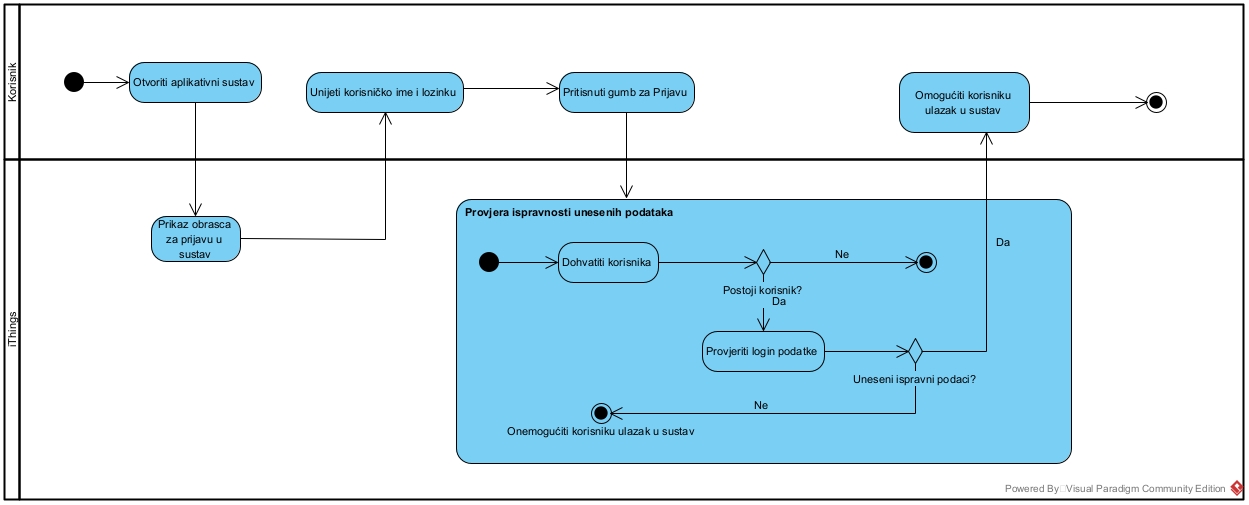 Korisnik
Otvoriti aplikativni sustav
Unijeti korisničko ime i lozinku
Pritisnuti gumb za Prijavu
Omogućiti korisniku
ulazak u sustav
iThings
Prikaz obrasca
za prijavu u
sustav
Provjera ispravnosti unesenih podataka
Dohvatiti korisnika
Ne
Postoji korisnik?
Da
Da
Provjeriti login podatke
Uneseni ispravni podaci?
Ne
Onemogućiti korisniku ulazak u sustav
Powered By Visual Paradigm Community Edition